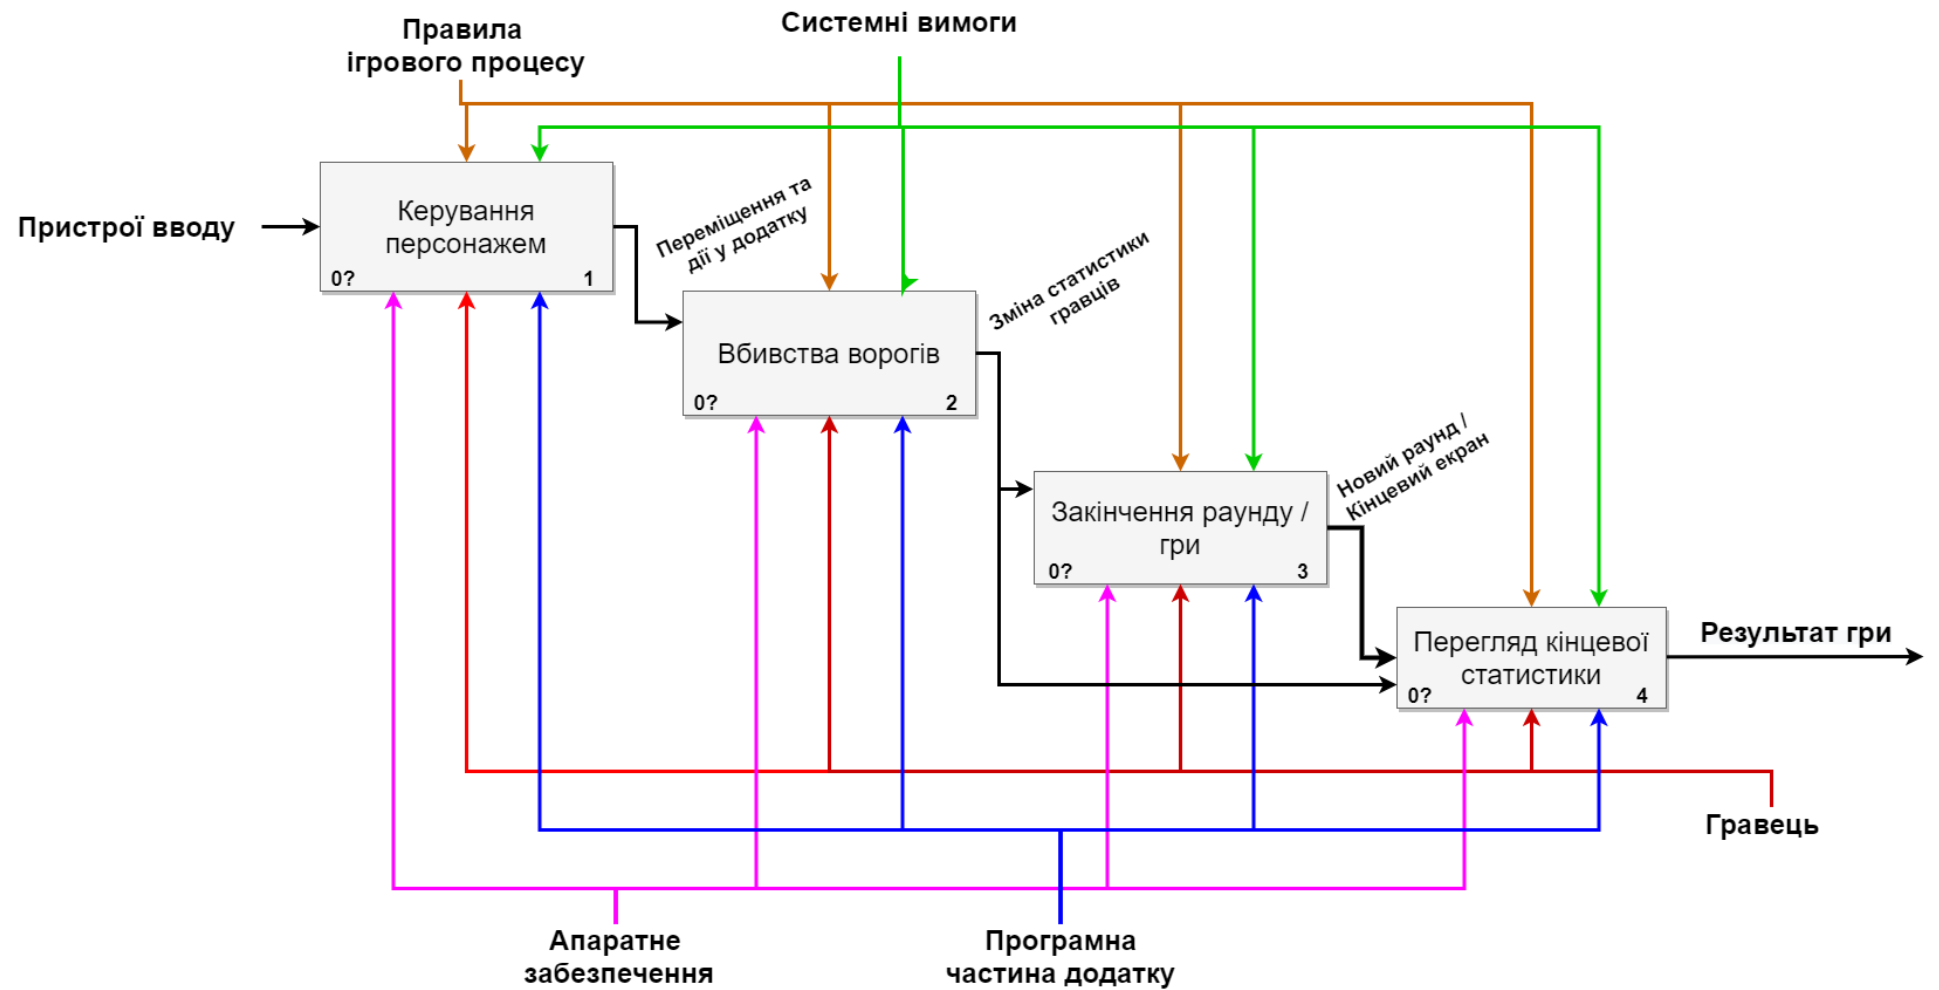 Правила
ігрового процесу
Системні вимоги
Пристрої вводу
Керування
персонажем
0?
1
Переміщення та
дії у додатку
Вбивства ворогів
0?
2
Зміна статистики
гравців
Закінчення раунду /
гри
0?
3
Новий раунд /
Кінцевий екран
Перегляд кінцевої
статистики
0?
4
Результат гри
Гравець
Апаратне
забезпечення
Програмна
частина додатку